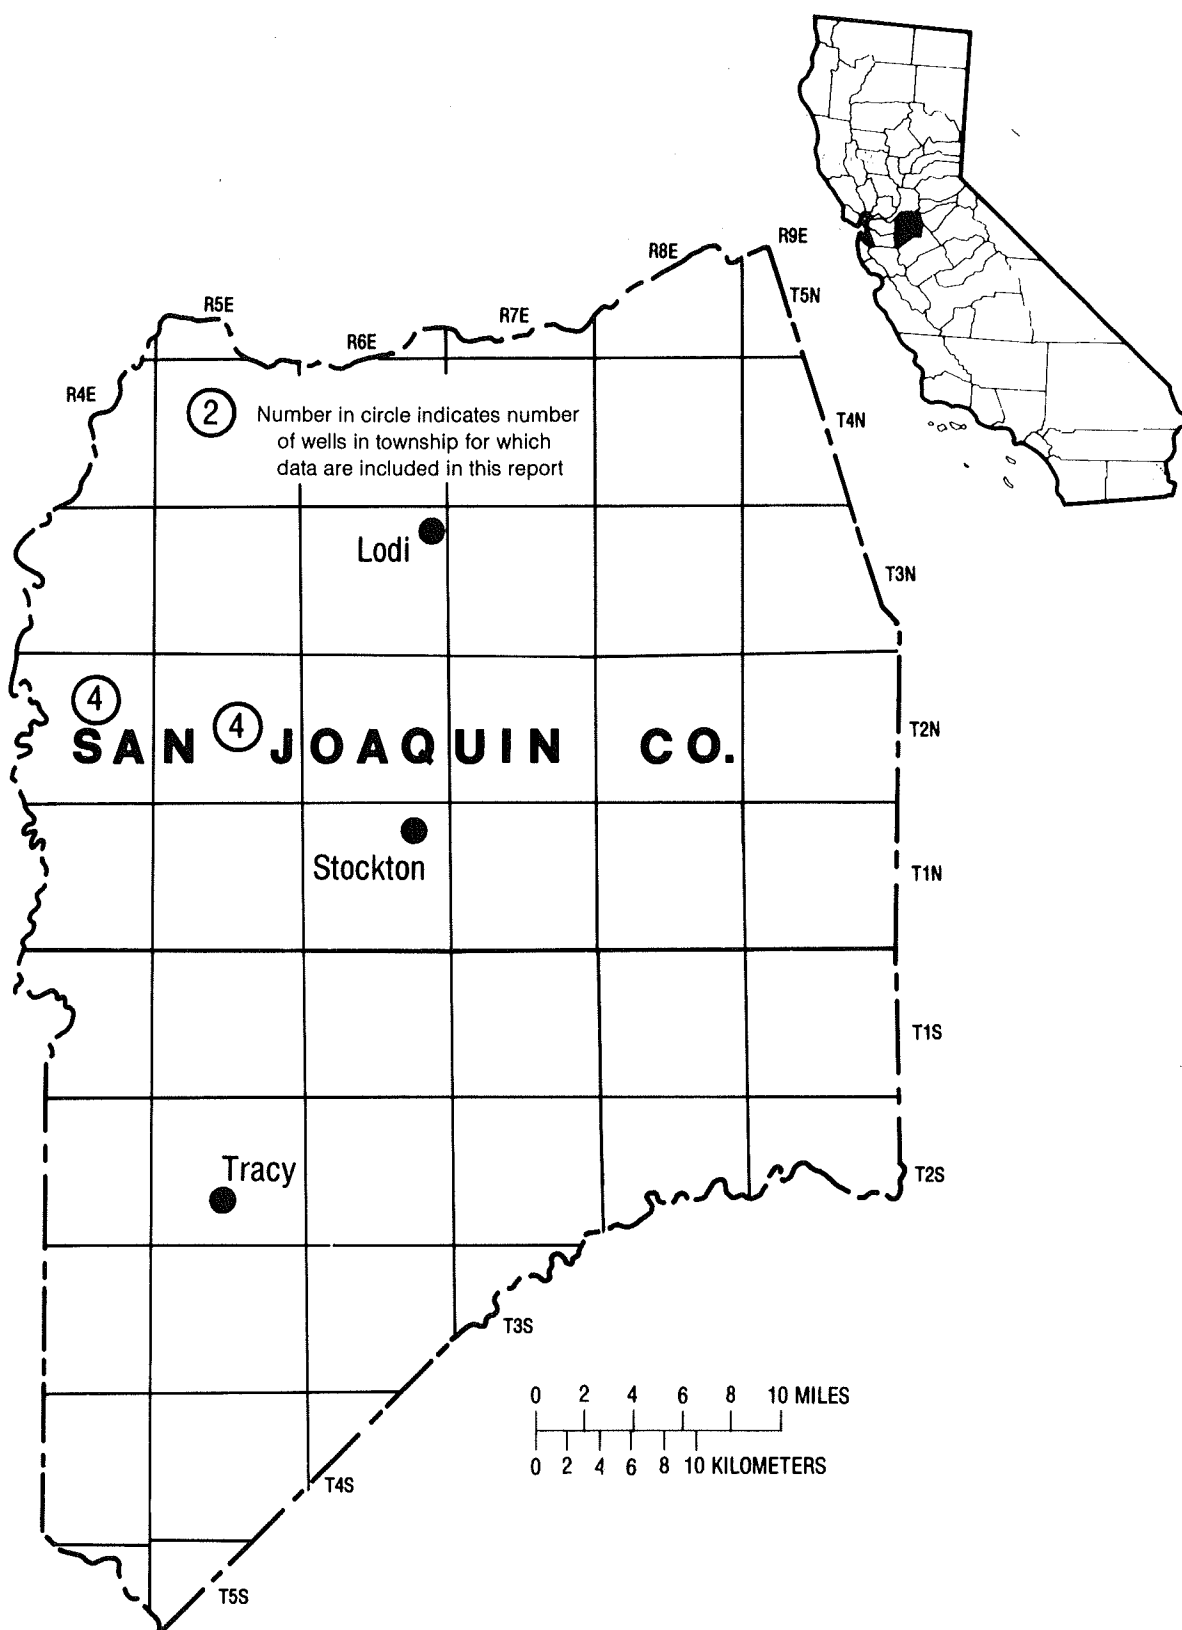 R9E
R8E
T5N
R5E
R7E
R6E
R4E
2
Number in circle indicates number
of wells in township for which
data are included in this report
T4N
Lodi
T3N
4
4
SAN JOAQUIN CO.
T2N
Stockton
T1N
T1S
Tracy
T2S
T3S
0 2 4 6 8 10 MILES
0 2 4 6 8 10 KILOMETERS
T4S
T5S